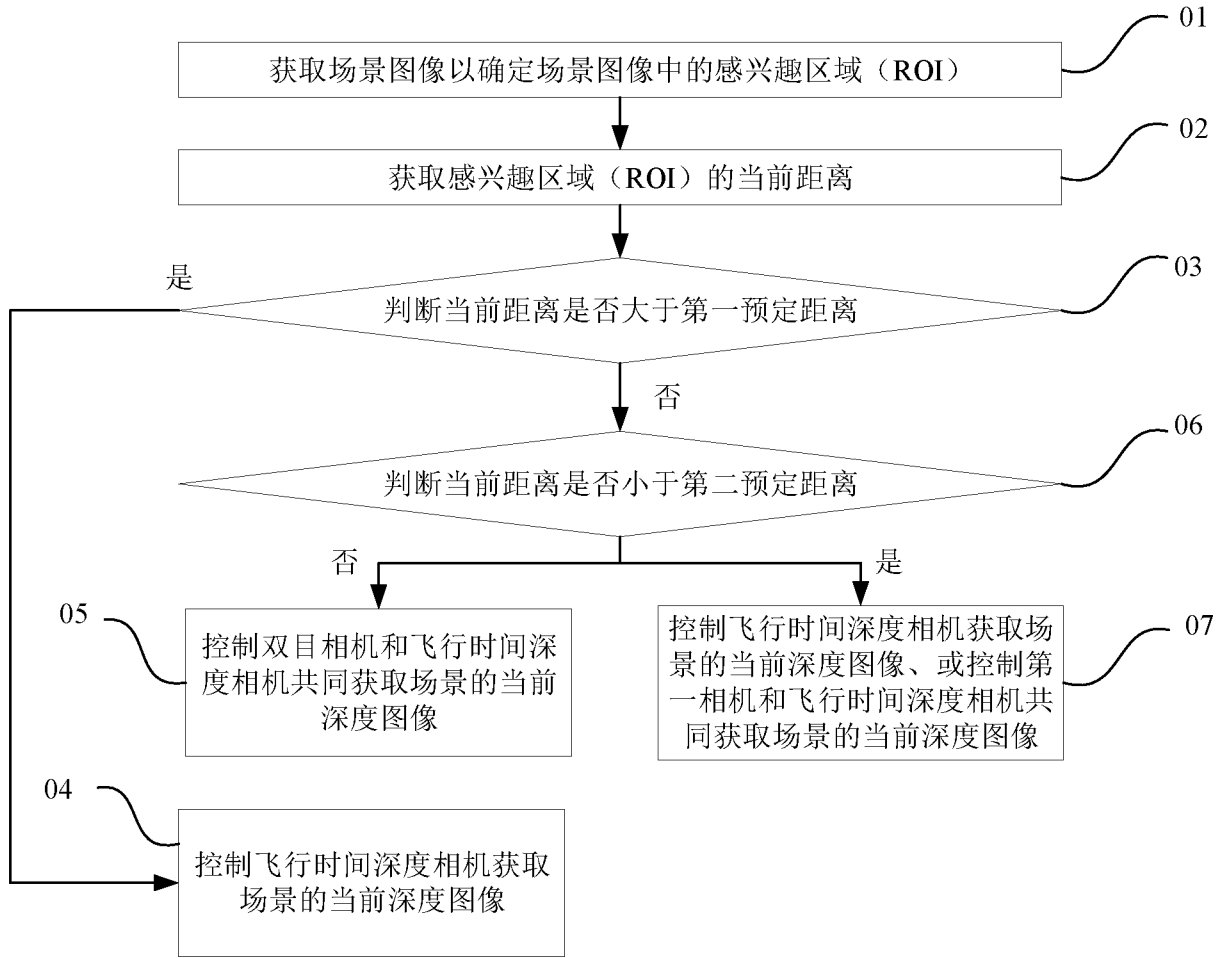 01
获取场景图像以确定场景图像中的感兴趣区域（ROI）
02
获取感兴趣区域（ROI）的当前距离
03
是
判断当前距离是否大于第一预定距离
否
06
判断当前距离是否小于第二预定距离
否
是
05
控制双目相机和飞行时间深
度相机共同获取场景的当前
深度图像
07
控制飞行时间深度相机获取场
景的当前深度图像、或控制第
一相机和飞行时间深度相机共
同获取场景的当前深度图像
04
控制飞行时间深度相机获取
场景的当前深度图像